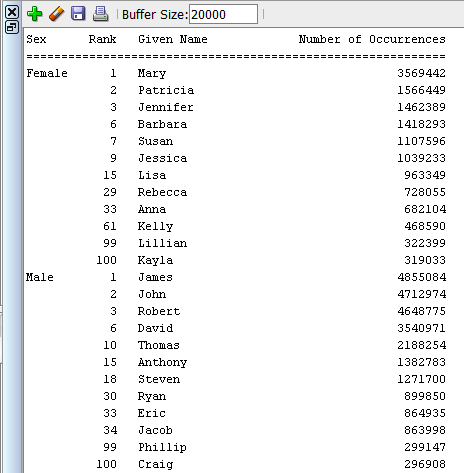 Buffer Size: 20000
Sex Rank Given Name Number of Occurrences
================================================================
Female 1 Mary 3569442
2 Patricia 1566449
3 Jennifer 1462389
6 Barbara 1418293
7 Susan 1107596
9 Jessica 1039233
15 Lisa 963349
29 Rebecca 728055
33 Anna 682104
61 Kelly 468590
99 Lillian 322399
100 Kayla 319033
Male 1 James 4855084
2 John 4712974
3 Robert 4648775
6 David 3540971
10 Thomas 2188254
15 Anthony 1382783
18 Steven 1271700
30 Ryan 899850
33 Eric 864935
34 Jacob 863998
99 Phillip 299147
100 Craig 296908